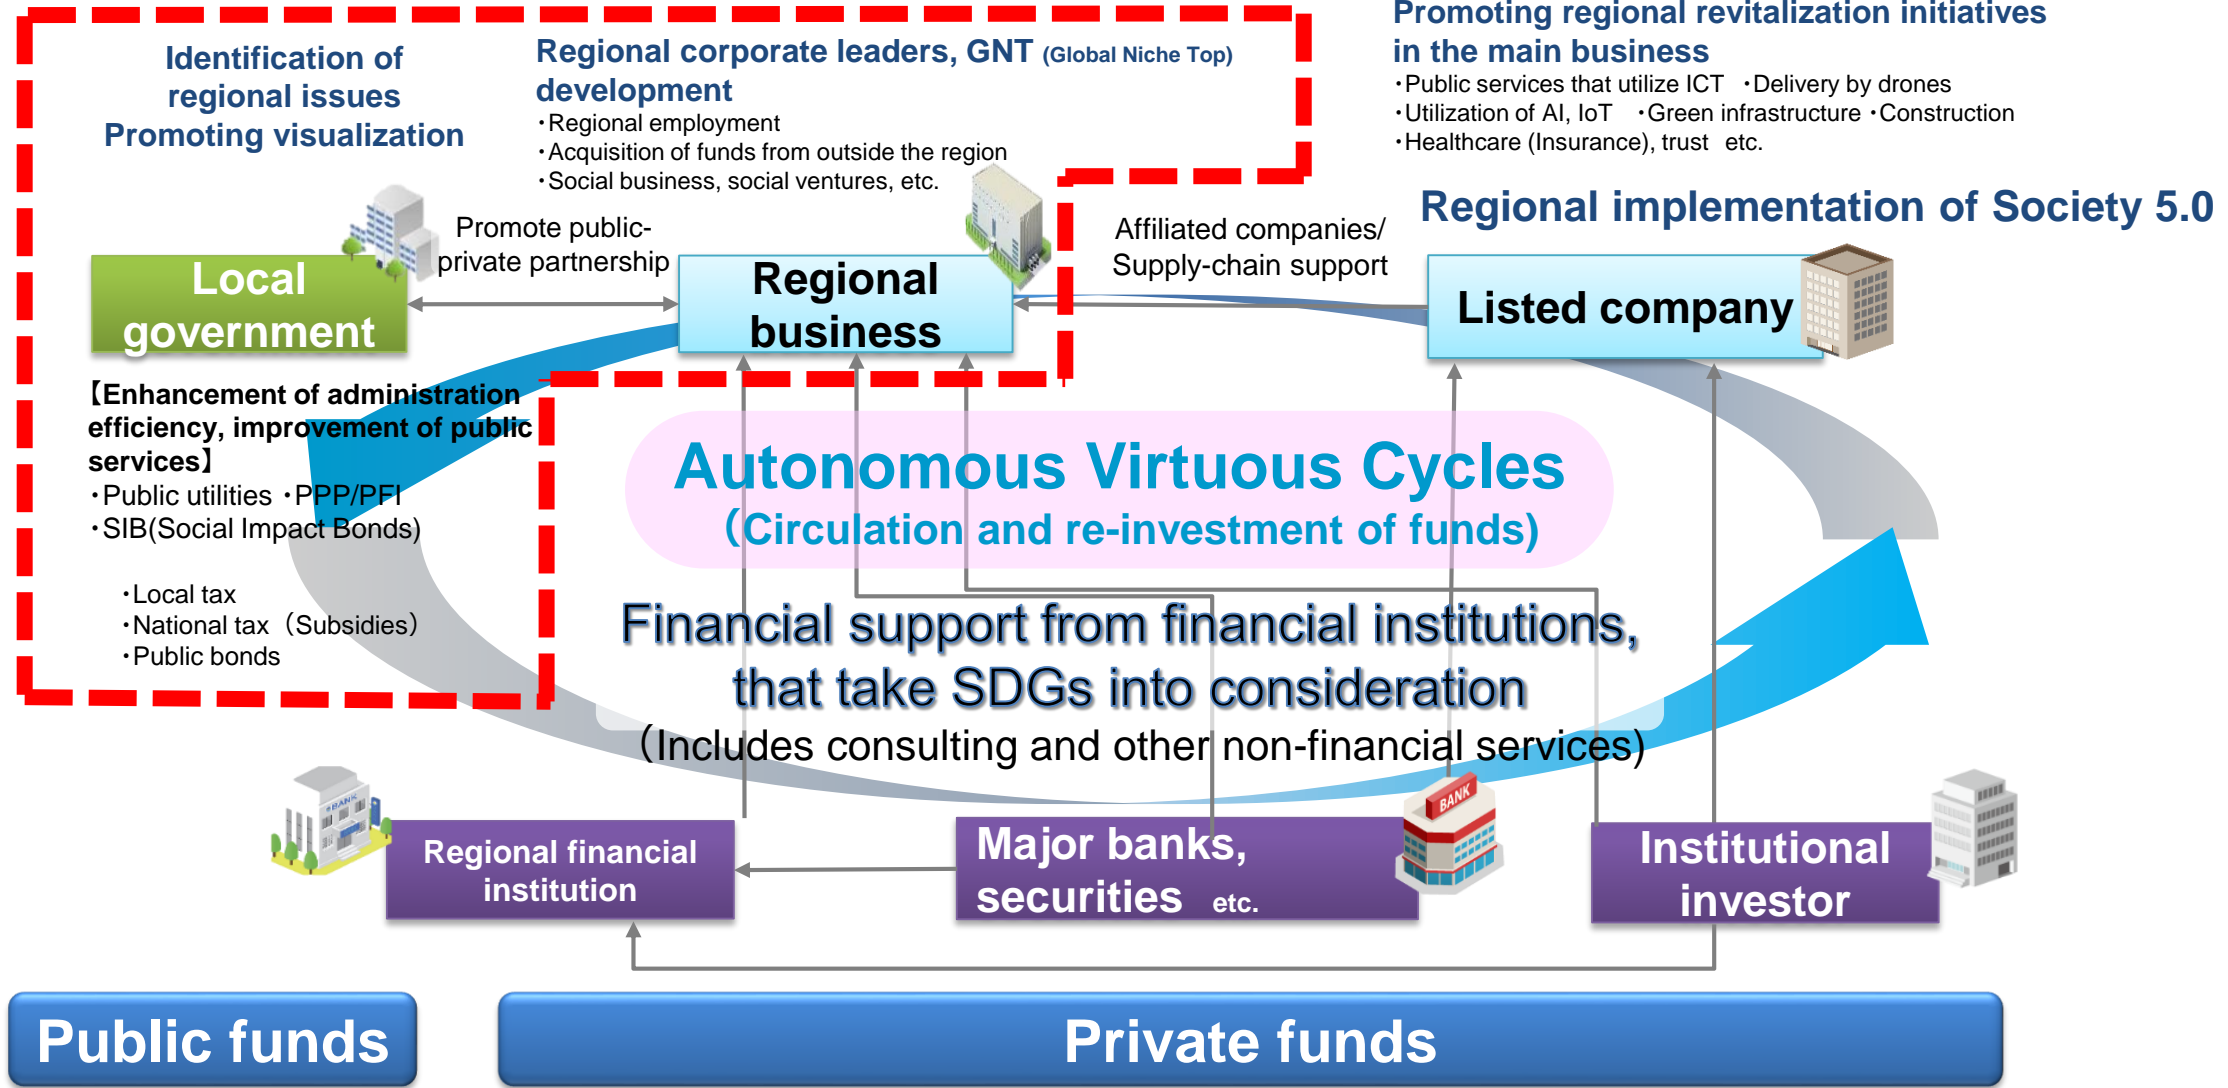 Identification of
regional issues
Promoting visualization
Regional corporate leaders, GNT (Global Niche Top)
development
・Regional employment
・Acquisition of funds from outside the region
・Social business, social ventures, etc.
Promoting regional revitalization initiatives
in the main business
・Public services that utilize ICT ・Delivery by drones
・Utilization of AI, IoT ・Green infrastructure ・Construction
・Healthcare (Insurance), trust etc.
Regional implementation of Society 5.0
Promote public-
private partnership
Affiliated companies/
Supply-chain support
Local
government
Regional
business
Listed company
【Enhancement of administration
efficiency, improvement of public
services】
・Public utilities ・PPP/PFI
・SIB(Social Impact Bonds)
・Local tax
・National tax（Subsidies）
・Public bonds
Autonomous Virtuous Cycles
（Circulation and re-investment of funds)
Financial support from financial institutions,
that take SDGs into consideration
（Includes consulting and other non-financial services)
BANK
BANK
Regional financial
institution
Major banks,
securities etc.
Institutional
investor
Public funds
Private funds